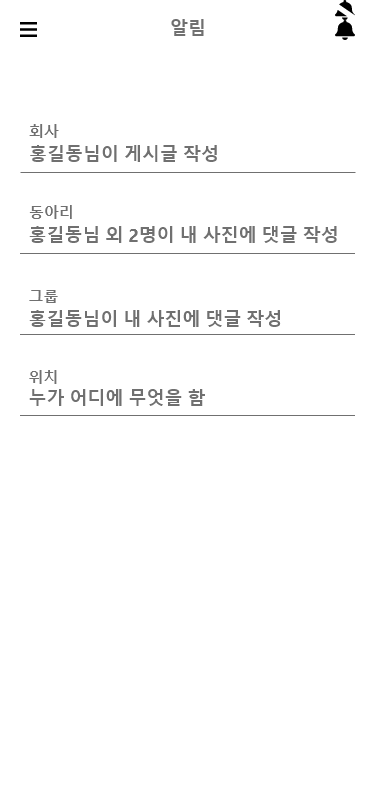 알림
회사
홍길동님이 게시글 작성
동아리
홍길동님 외 2명이 내 사진에 댓글 작성
그룹
홍길동님이 내 사진에 댓글 작성
위치
누가 어디에 무엇을 함